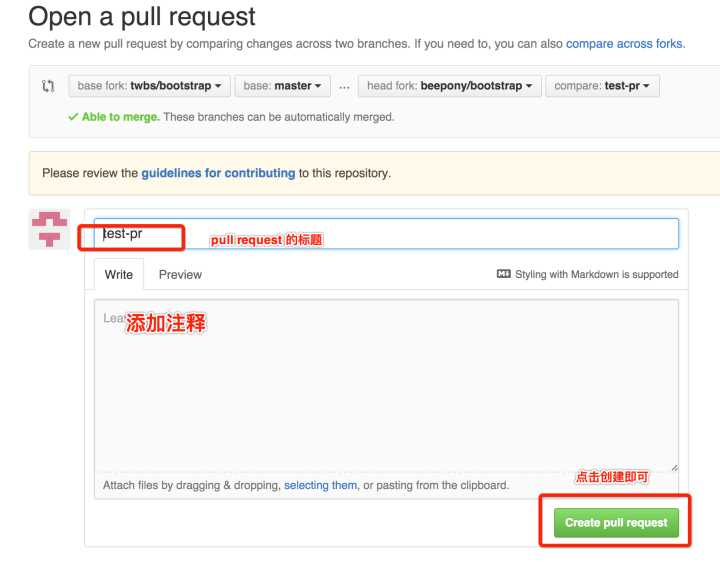 Open a pull request
Create a new pull request by comparing changes across two branches. If you need to, you can also compare across forks.
base fork: twbs/bootstrap base: master ... head fork: beepony/bootstrap compare: test-pr
Able to merge. These branches can be automatically merged.
Please review the guidelines for contributing to this repository.
test-pr pull request 的标题
Write Preview Styling with Markdown is supported
Lea 添加注释
点击创建即可
Attach files by dragging & dropping, selecting them, or pasting from the clipboard.
Create pull request